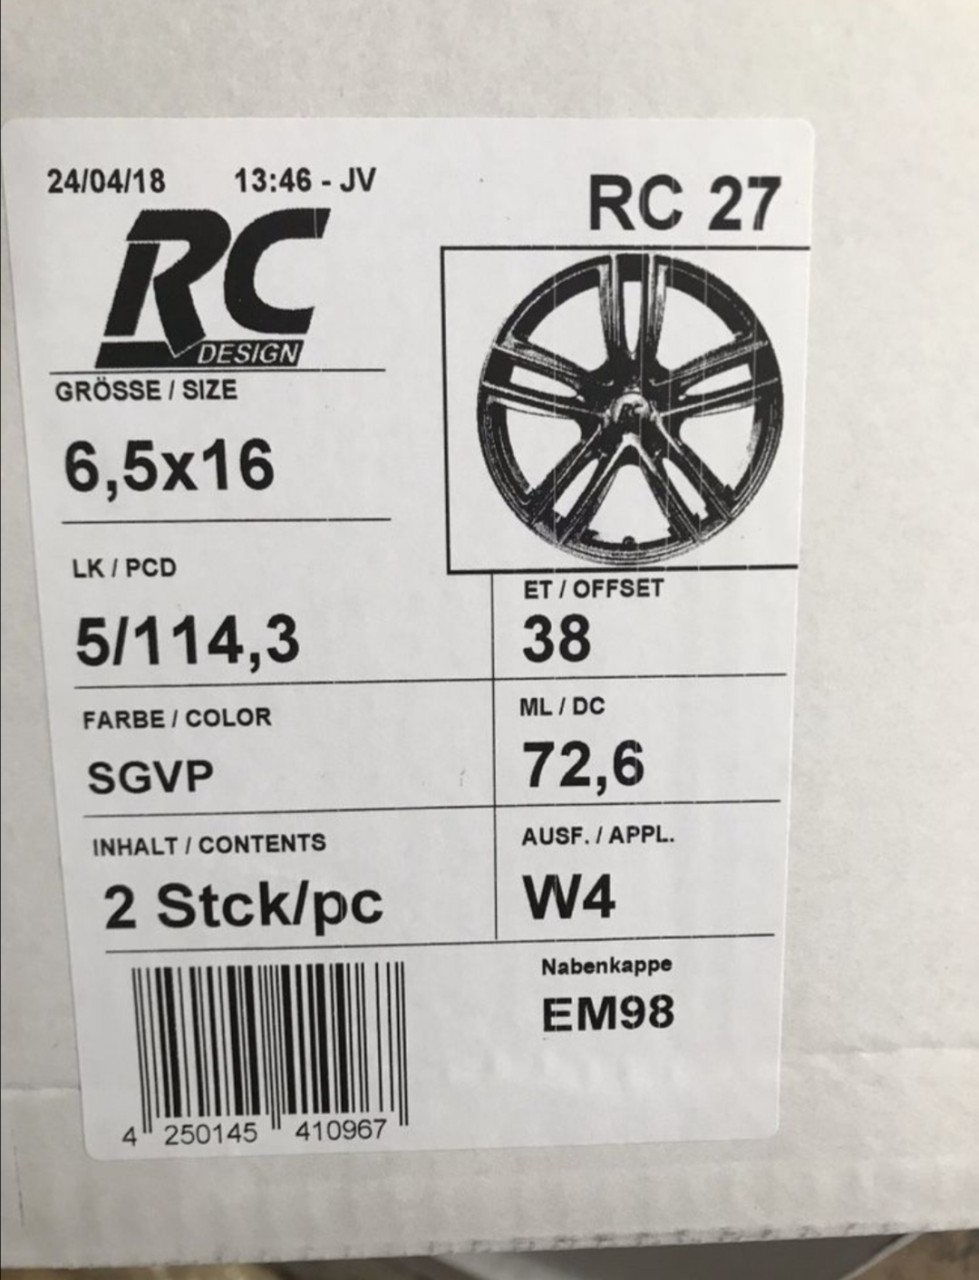 24/04/18 13:46 - JV
RC 27
RC
DESIGN
GRÖSSE / SIZE
6,5x16
RC
LK / PCD
5/114,3
ET / OFFSET
38
FARBE / COLOR
SGVP
ML / DC
72,6
INHALT / CONTENTS
2 Stck/pc
AUSF. / APPL.
W4
Nabenkappe
EM98
4 250145 410967